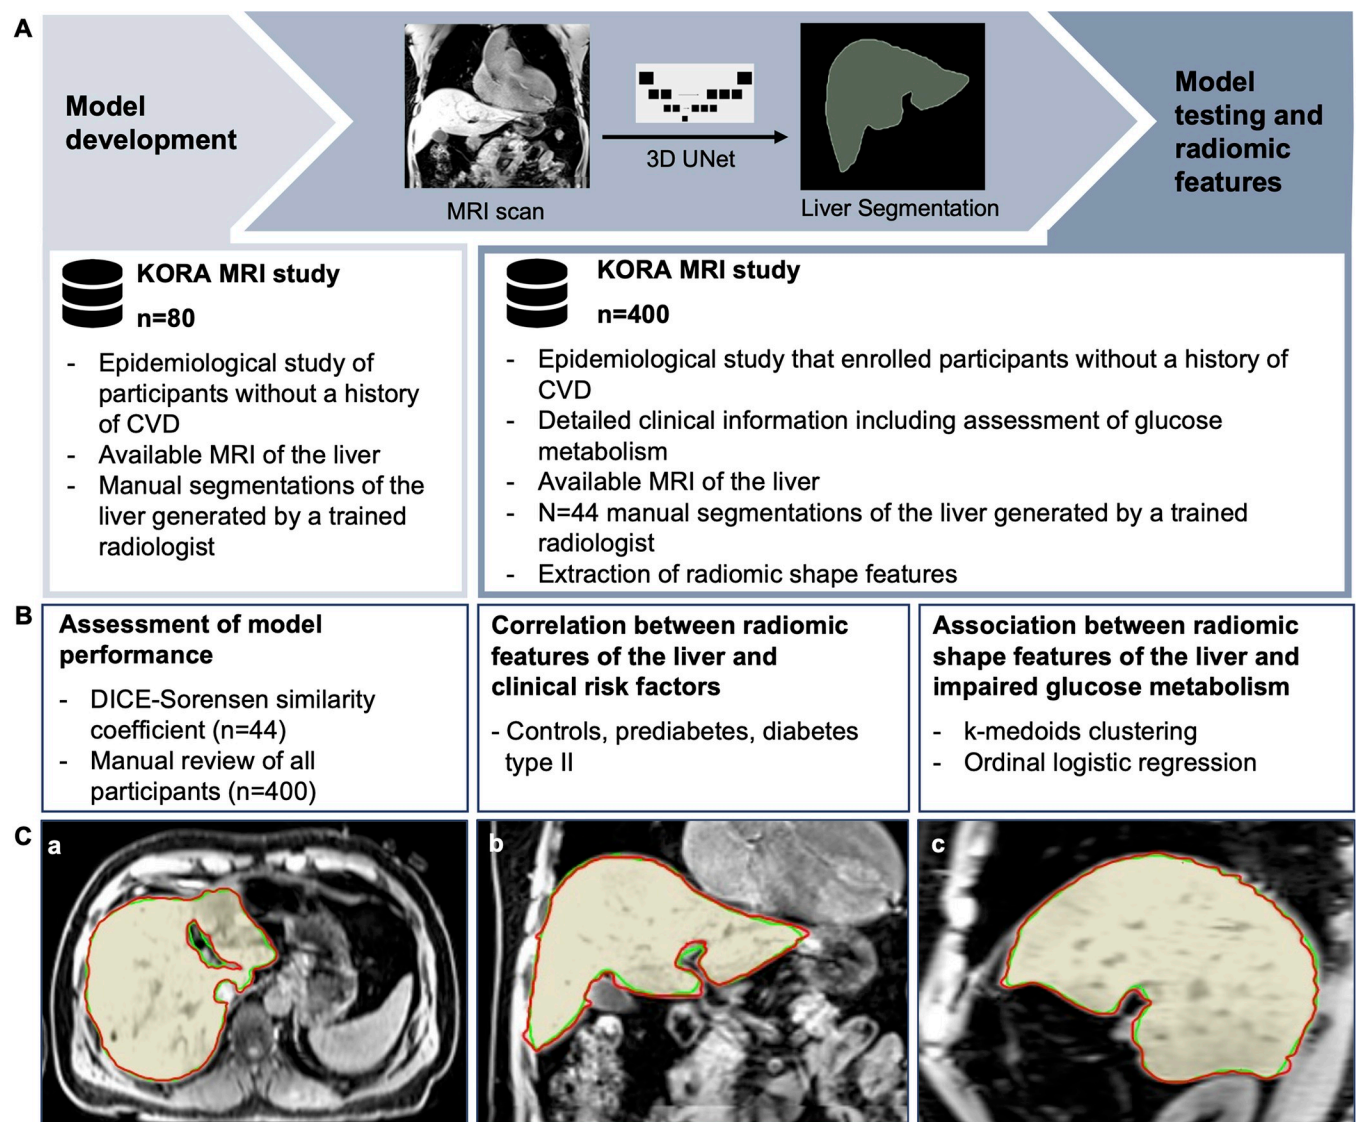 A
Model
development
MRI scan
3D UNet
Liver Segmentation
Model
testing and
radiomic
features
KORA MRI study
n=80
- Epidemiological study of
participants without a history
of CVD
- Available MRI of the liver
- Manual segmentations of the
liver generated by a trained
radiologist
KORA MRI study
n=400
- Epidemiological study that enrolled participants without a history of
CVD
- Detailed clinical information including assessment of glucose
metabolism
- Available MRI of the liver
- N=44 manual segmentations of the liver generated by a trained
radiologist
- Extraction of radiomic shape features
B
Assessment of model
performance
- DICE-Sorensen similarity
coefficient (n=44)
- Manual review of all
participants (n=400)
Correlation between radiomic
features of the liver and
clinical risk factors
- Controls, prediabetes, diabetes
type II
Association between radiomic
shape features of the liver and
impaired glucose metabolism
- k-medoids clustering
- Ordinal logistic regression
C
a
b
c